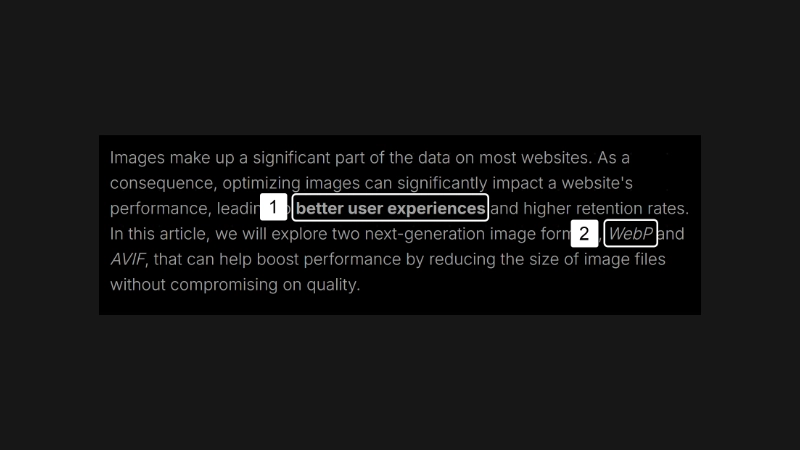 Images make up a significant part of the data on most websites. As a
consequence, optimizing images can significantly impact a website's
performance, leadin 1 o better user experiences and higher retention rates.
In this article, we will explore two next-generation image form 2 , WebP and
AVIF, that can help boost performance by reducing the size of image files
without compromising on quality.